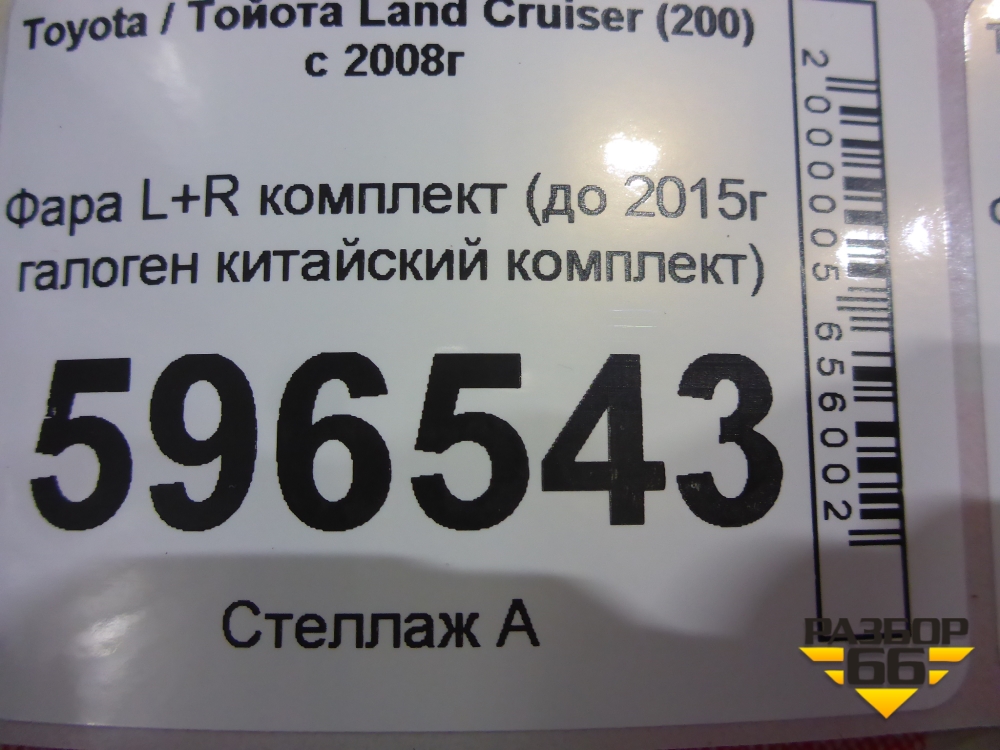 Toyota / Тойота Land Cruiser (200)
с 2008г
Фара L+R комплект (до 2015г
галоген китайский комплект)
596543
Стеллаж А
2000005656002
РАЗБОР
66